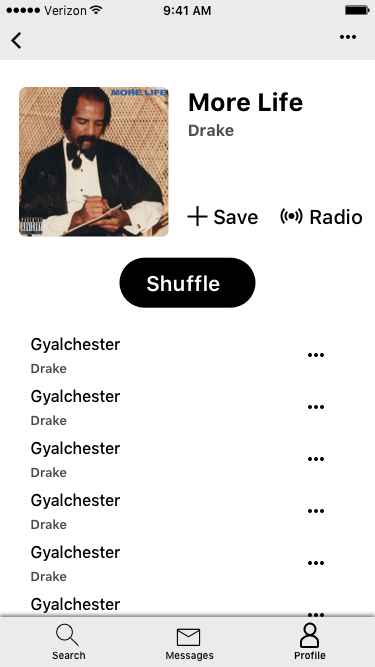 Verizon 9:41 AM
MORE LIFE
More Life
Drake
Save Radio
Shuffle
Gyalchester
Drake
Gyalchester
Drake
Gyalchester
Drake
Gyalchester
Drake
Gyalchester
Drake
Gyalchester
Search Messages Profile